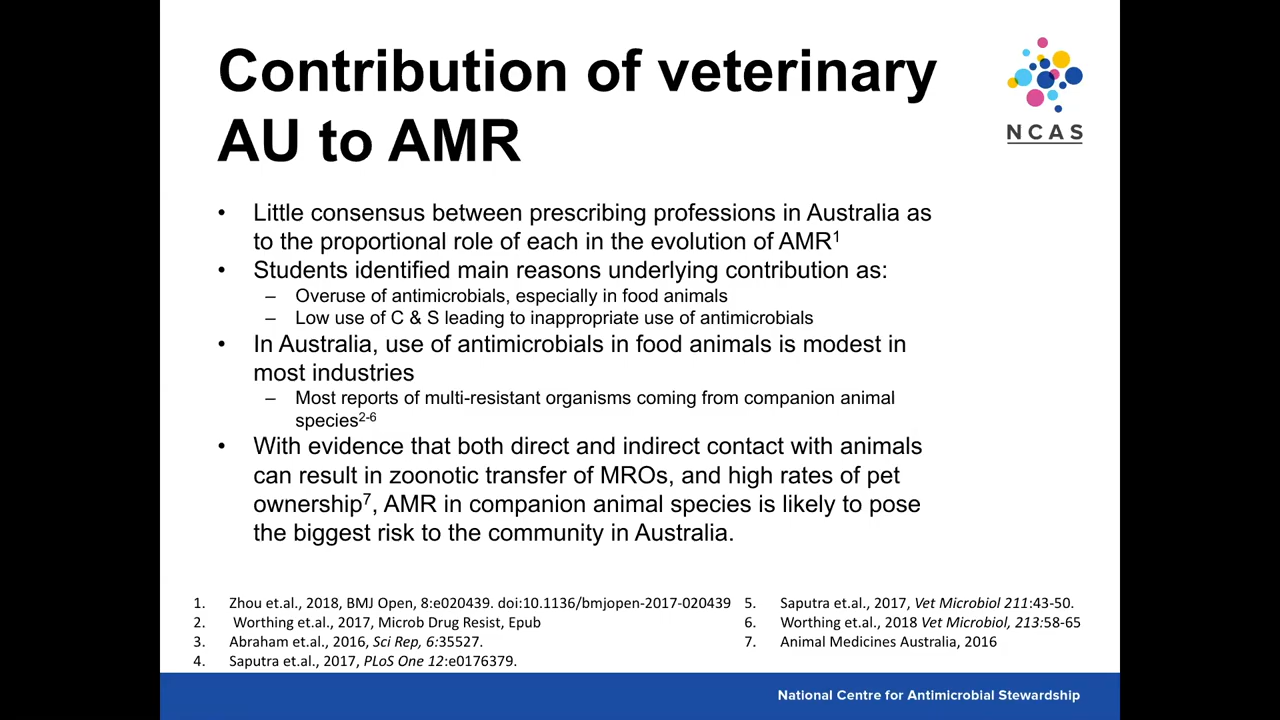 Contribution of veterinary
AU to AMR
NCAS
• Little consensus between prescribing professions in Australia as
to the proportional role of each in the evolution of AMR1
• Students identified main reasons underlying contribution as:
– Overuse of antimicrobials, especially in food animals
– Low use of C & S leading to inappropriate use of antimicrobials
• In Australia, use of antimicrobials in food animals is modest in
most industries
– Most reports of multi-resistant organisms coming from companion animal
species2-6
• With evidence that both direct and indirect contact with animals
can result in zoonotic transfer of MROs, and high rates of pet
ownership7, AMR in companion animal species is likely to pose
the biggest risk to the community in Australia.
1. Zhou et.al., 2018, BMJ Open, 8:e020439. doi:10.1136/bmjopen-2017-020439
2. Worthing et.al., 2017, Microb Drug Resist, Epub
3. Abraham et.al., 2016, Sci Rep, 6:35527.
4. Saputra et.al., 2017, PLoS One 12:e0176379.
5. Saputra et.al., 2017, Vet Microbiol 211:43-50.
6. Worthing et.al., 2018 Vet Microbiol, 213:58-65
7. Animal Medicines Australia, 2016
National Centre for Antimicrobial Stewardship